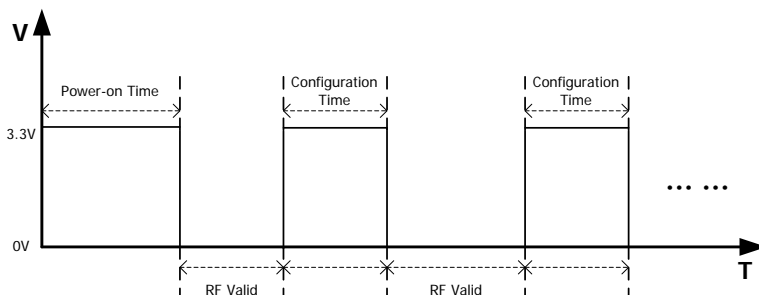 V
Power-on Time
Configuration
Time
Configuration
Time
3.3V
... ...
0V
T
RF Valid
RF Valid